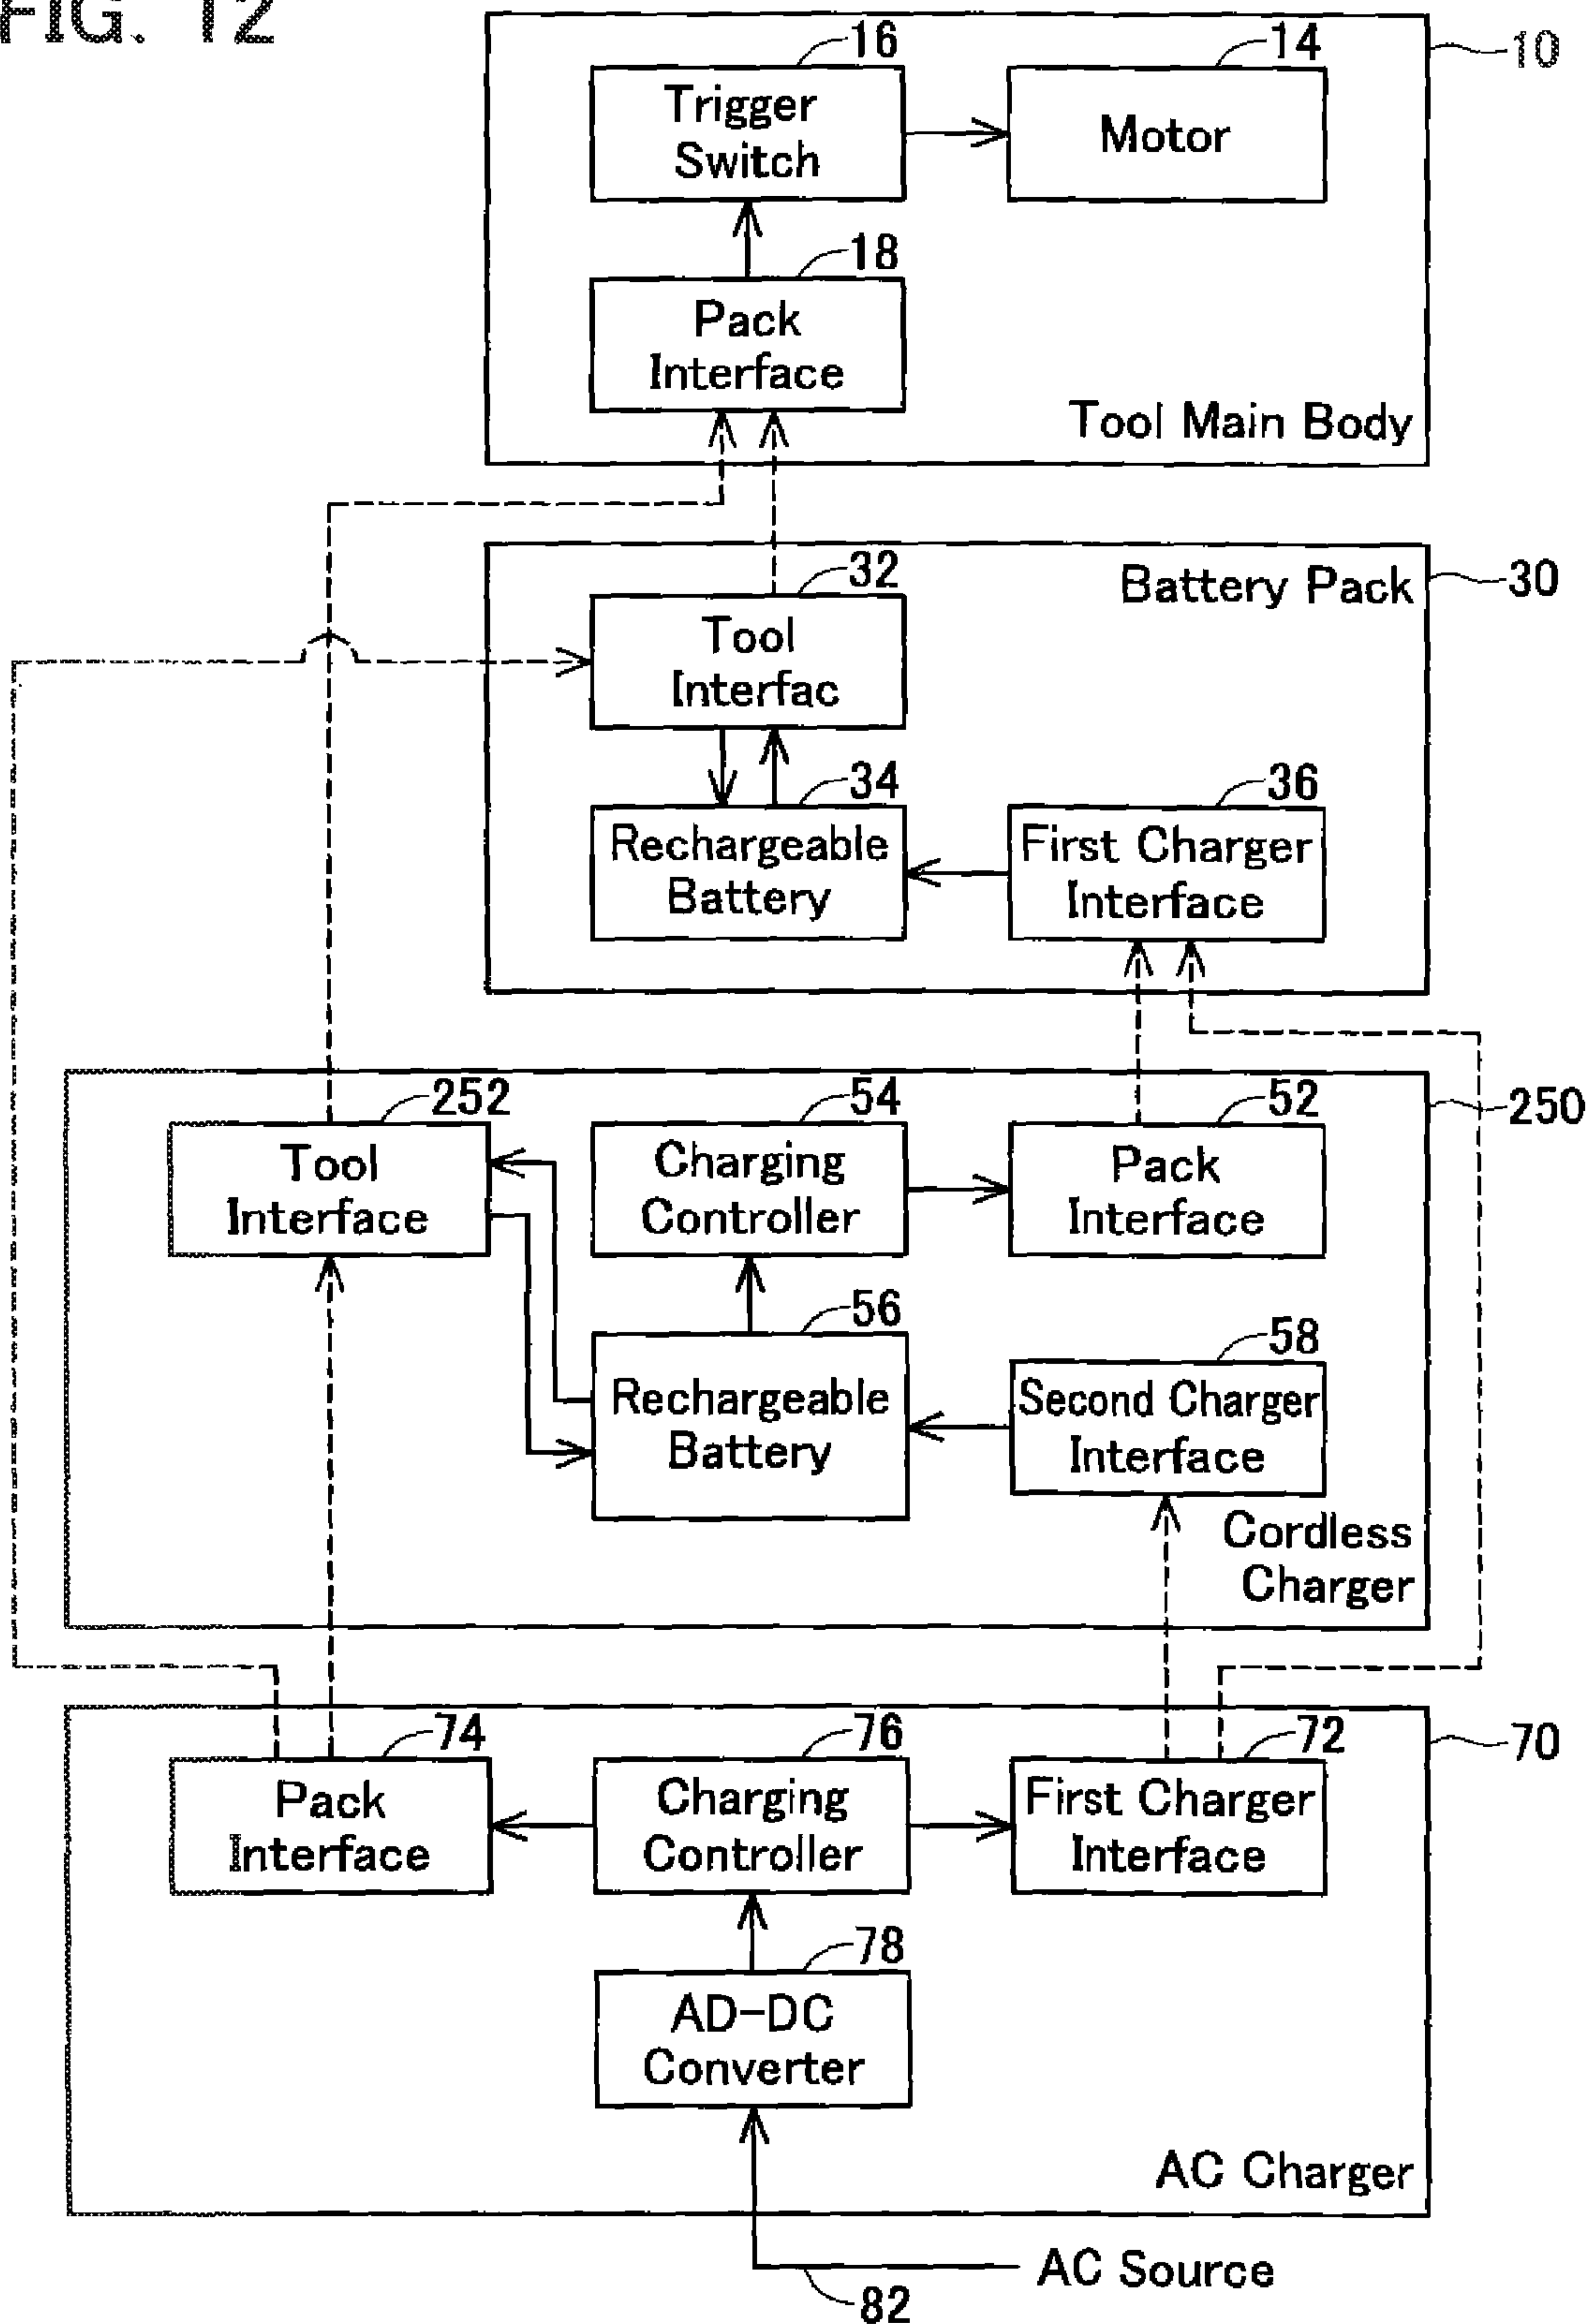 FIG. 12
16
14
10
Trigger
Switch
Motor
18
Pack
Interface
Tool Main Body
32
Battery Pack
30
Tool
Interfac
34
36
Rechargeable
Battery
First Charger
Interface
252
54
52
250
Tool
Interface
Charging
Controller
Pack
Interface
56
58
Rechargeable
Battery
Second Charger
Interface
Cordless
Charger
74
76
72
70
Pack
Interface
Charging
Controller
First Charger
Interface
78
AD-DC
Converter
AC Charger
AC Source
82